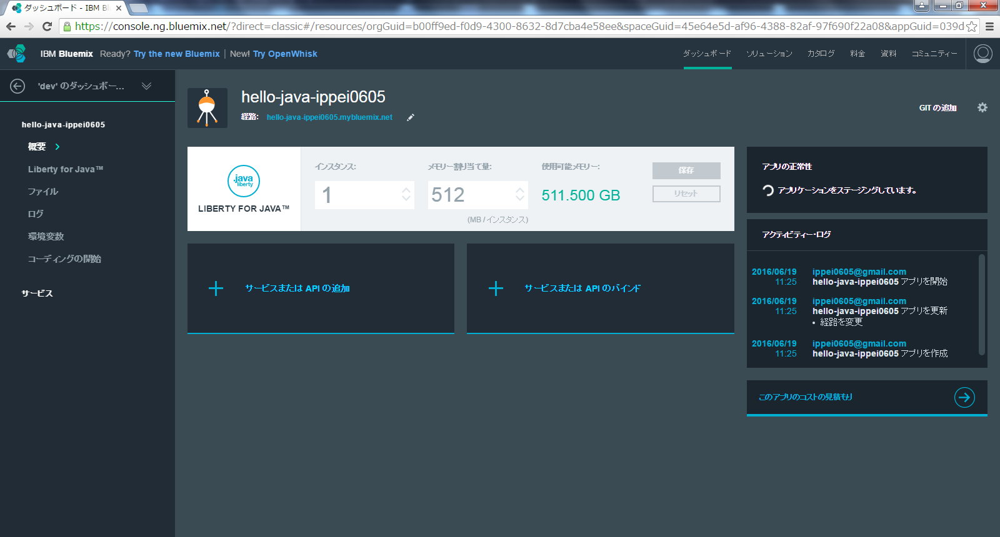 ダッシュボード - IBM Bl
https://console.ng.bluemix.net/?direct=classic#/resources/orgGuid=b00ff9ed-f0d9-4300-8632-8d7cba4e58ee&spaceGuid=45e64e5d-af96-4388-82af-97f690f22a08&appGuid=039d
IBM Bluemix Ready? Try the new Bluemix | New! Try OpenWhisk
ダッシュボード ソリューション カタログ 料金 資料 コミュニティー
'dev' のダッシュボー...
hello-java-ippei0605
概要
Liberty for Java™
ファイル
ログ
環境変数
コーディングの開始
サービス
hello-java-ippei0605
経路: hello-java-ippei0605.mybluemix.net
GIT の追加
java
liberty
LIBERTY FOR JAVA™
インスタンス:
1
メモリー割り当て量:
512
(MB / インスタンス)
使用可能メモリー:
511.500 GB
保存
リセット
サービスまたは API の追加
サービスまたは API のバインド
アプリの正常性
アプリケーションをステージングしています。
アクティビティー・ログ
2016/06/19 ippei0605@gmail.com
11:25 hello-java-ippei0605 アプリを開始
2016/06/19 ippei0605@gmail.com
11:25 hello-java-ippei0605 アプリを更新
• 経路を変更
2016/06/19 ippei0605@gmail.com
11:25 hello-java-ippei0605 アプリを作成
このアプリのコストの見積もり